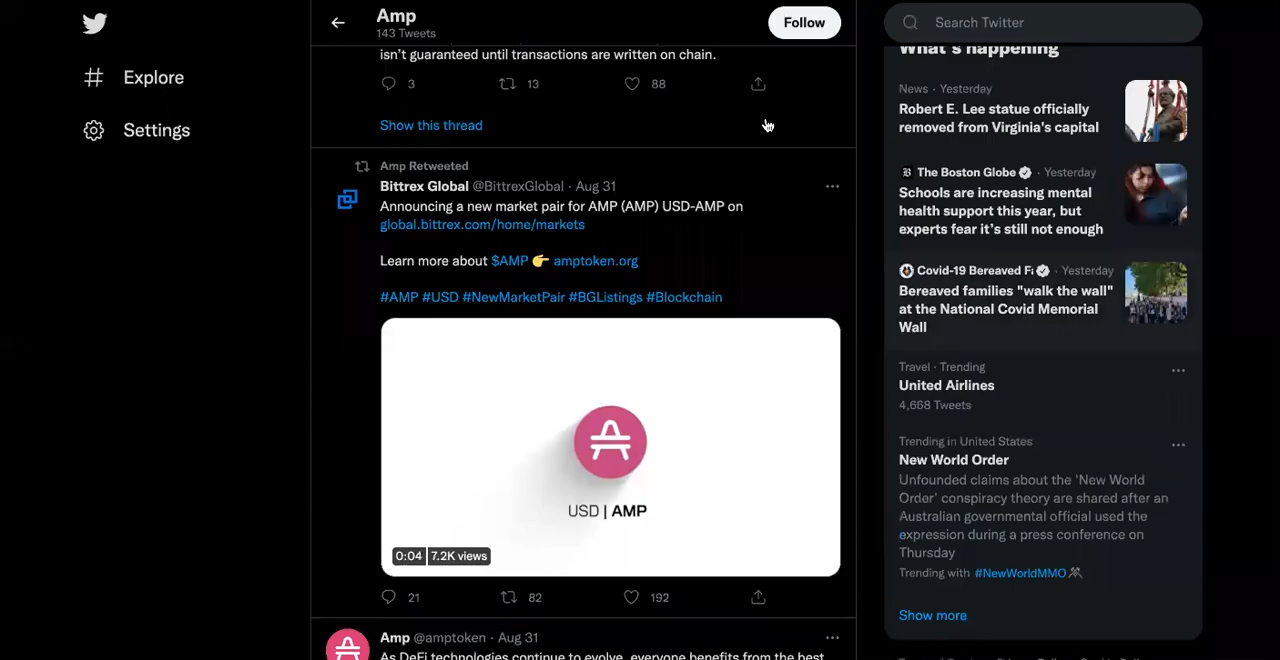 Explore
Settings
Amp
143 Tweets
Follow
isn't guaranteed until transactions are written on chain.
3 13 88
Show this thread
Amp Retweeted
Bittrex Global @BittrexGlobal · Aug 31
Announcing a new market pair for AMP (AMP) USD-AMP on
global.bittrex.com/home/markets
Learn more about $AMP 👉 amptoken.org
#AMP #USD #NewMarketPair #BGListings #Blockchain
USD | AMP
0:04 7.2K views
21 82 192
Amp @amptoken · Aug 31
As DeFi technologies continue to evolve, everyone benefits from the best
Search Twitter
What's happening
News · Yesterday
Robert E. Lee statue officially
removed from Virginia's capital
The Boston Globe · Yesterday
Schools are increasing mental
health support this year, but
experts fear it's still not enough
Covid-19 Bereaved Fa · Yesterday
Bereaved families "walk the wall"
at the National Covid Memorial
Wall
Travel · Trending
United Airlines
4,668 Tweets
Trending in United States
New World Order
Unfounded claims about the 'New World
Order' conspiracy theory are shared after an
Australian governmental official used the
expression during a press conference on
Thursday
Trending with #NewWorldMMO
Show more